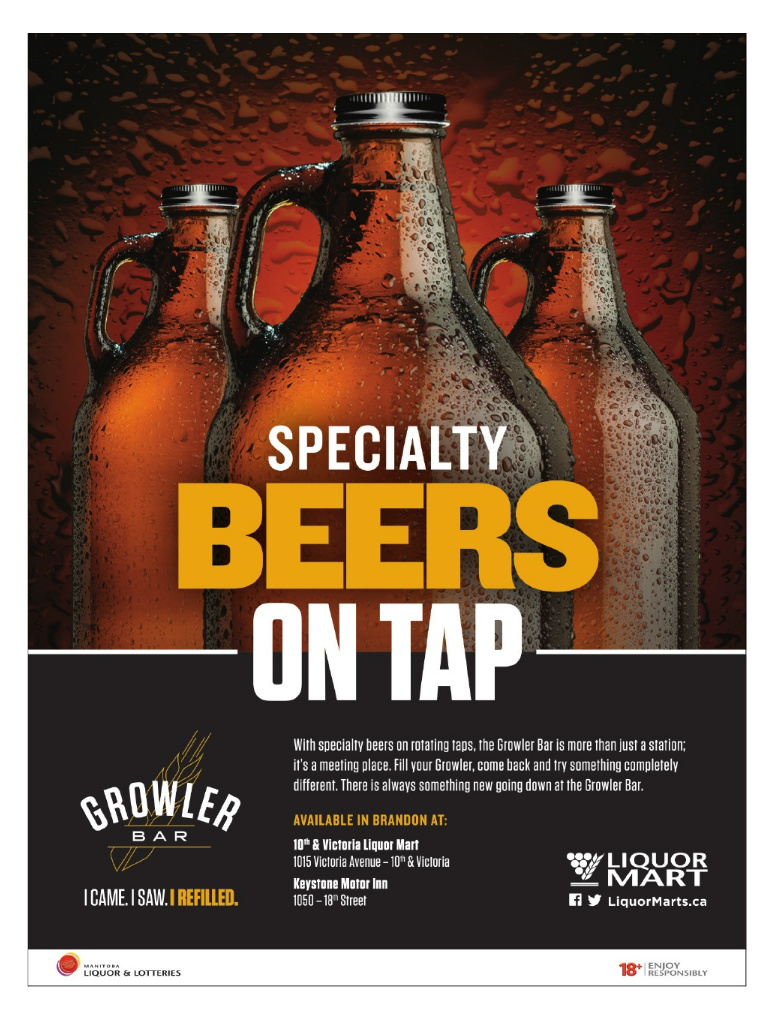 SPECIALTY
BEERS
ON TAP
With specialty beers on rotating taps, the Growler Bar is more than just a station;
it's a meeting place. Fill your Growler, come back and try something completely
different. There is always something new going down at the Growler Bar.
AVAILABLE IN BRANDON AT:
10th & Victoria Liquor Mart
1015 Victoria Avenue – 10th & Victoria
Keystone Motor Inn
1050 – 18th Street
GROWLER
BAR
I CAME. I SAW. I REFILLED.
LIQUOR
MART
LiquorMarts.ca
MANITOBA
LIQUOR & LOTTERIES
18+ ENJOY
RESPONSIBLY